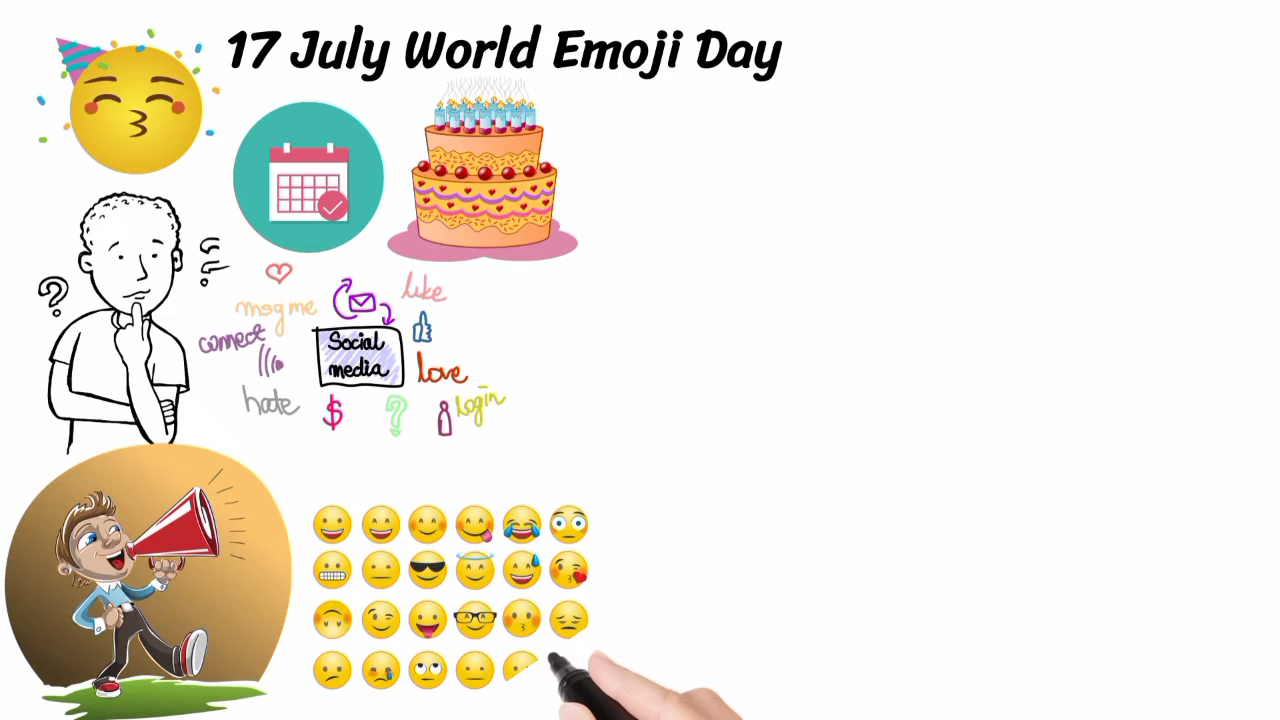 17 July World Emoji Day
like
msg me
connect
Social
media
love
hate
$
?
login
?